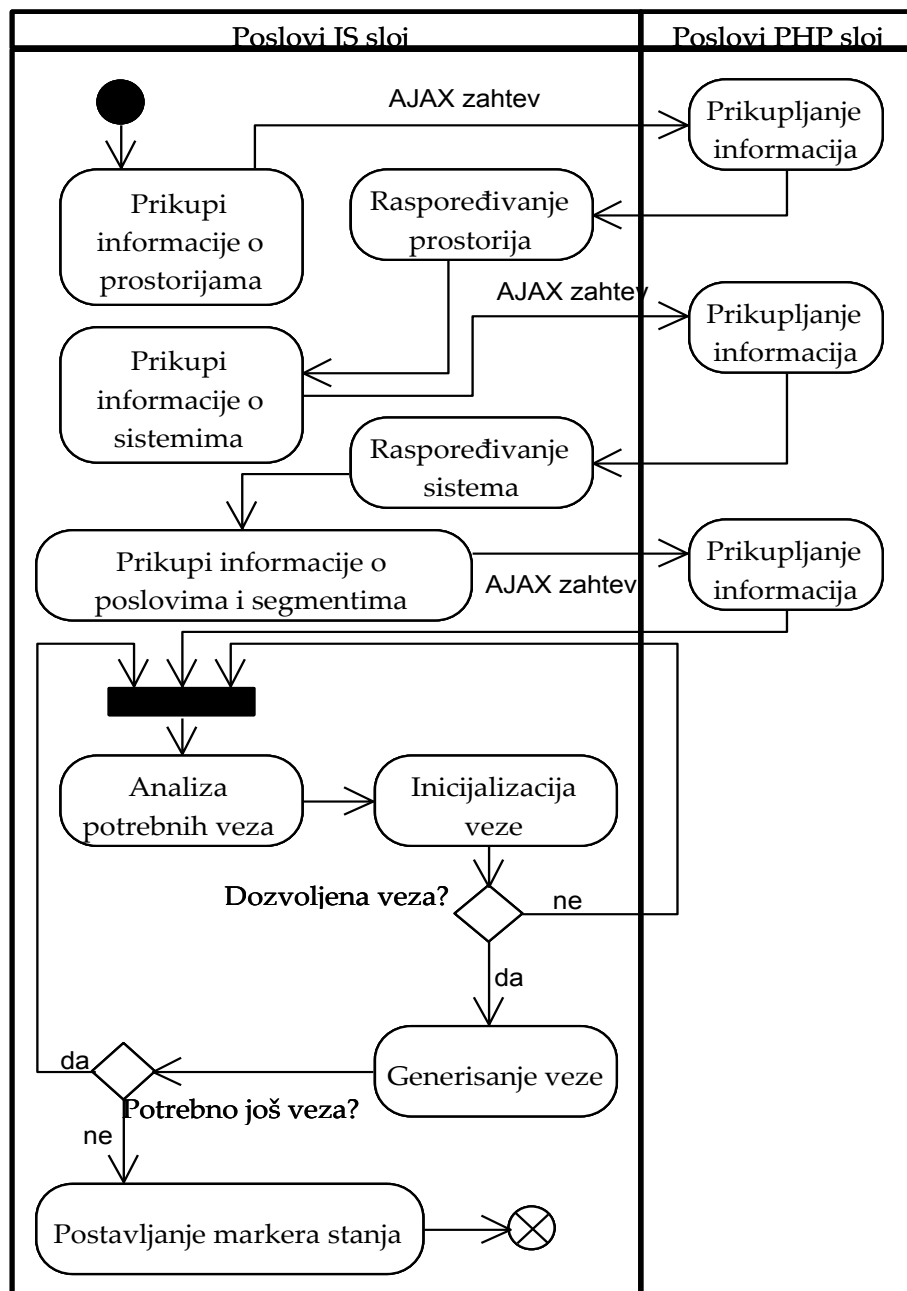 Poslovi JS sloj
Poslovi PHP sloj
AJAX zahtev
Prikupljanje
informacija
Prikupi
informacije o
prostorijama
Raspoređivanje
prostorija
AJAX zahtev
Prikupljanje
informacija
Prikupi
informacije o
sistemima
Raspoređivanje
sistema
Prikupi informacije o
poslovima i segmentima
AJAX zahtev
Prikupljanje
informacija
Analiza
potrebnih veza
Inicijalizacija
veze
Dozvoljena veza?
ne
da
Generisanje veze
da
Potrebno još veza?
ne
Postavljanje markera stanja